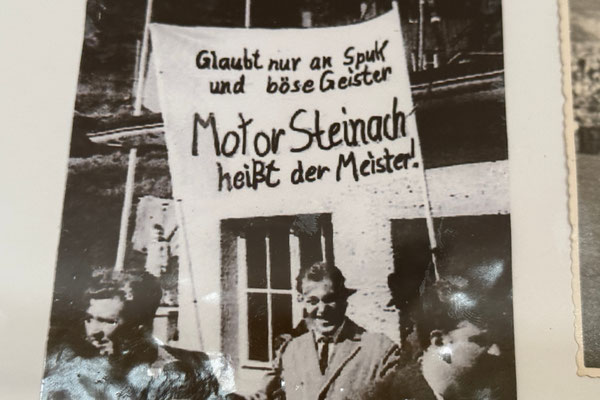 Glaubt nur an Spuk
und böse Geister
Motor Steinach
heißt der Meister!